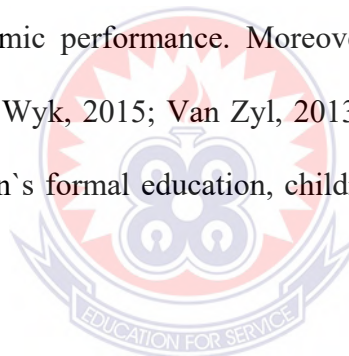 mic performance. Moreove
Wyk, 2015; Van Zyl, 2013
n`s formal education, child
EDUCATION FOR SERVICE